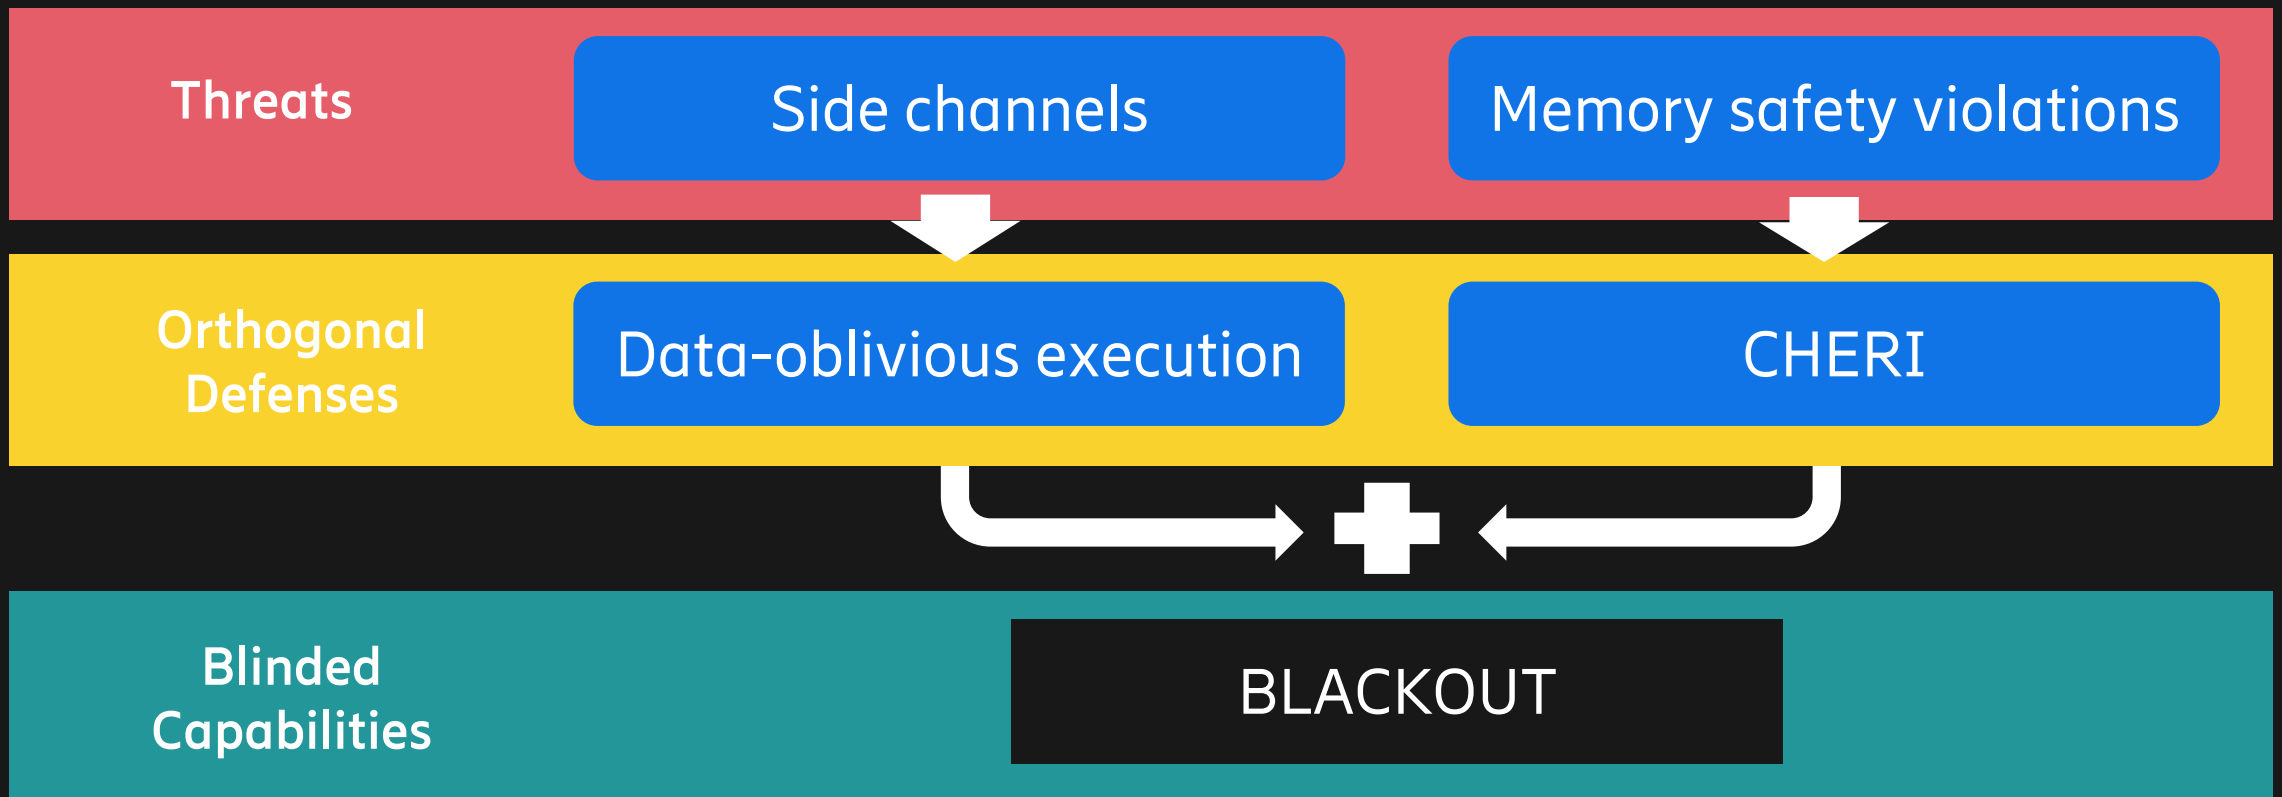 Threats
Side channels
Memory safety violations
Orthogonal
Defenses
Data-oblivious execution
CHERI
Blinded
Capabilities
BLACKOUT